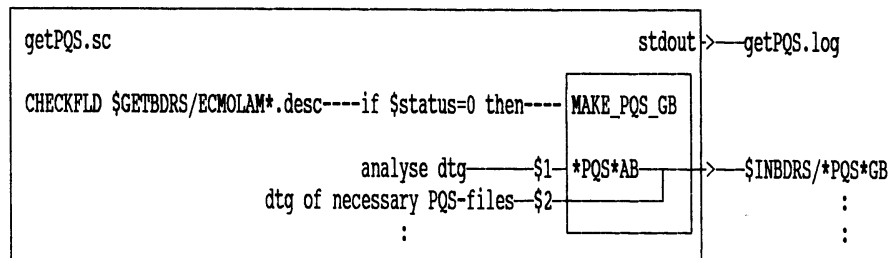 getPQS.sc stdout->--getPQS.log
CHECKFLD $GETBDRS/ECMOLAM*.desc----if $status=0 then---- MAKE_PQS_GB
analyse dtg-----$1- *PQS*AB---->--$INBDRS/*PQS*GB
dtg of necessary PQS-files--$2-- :
: :